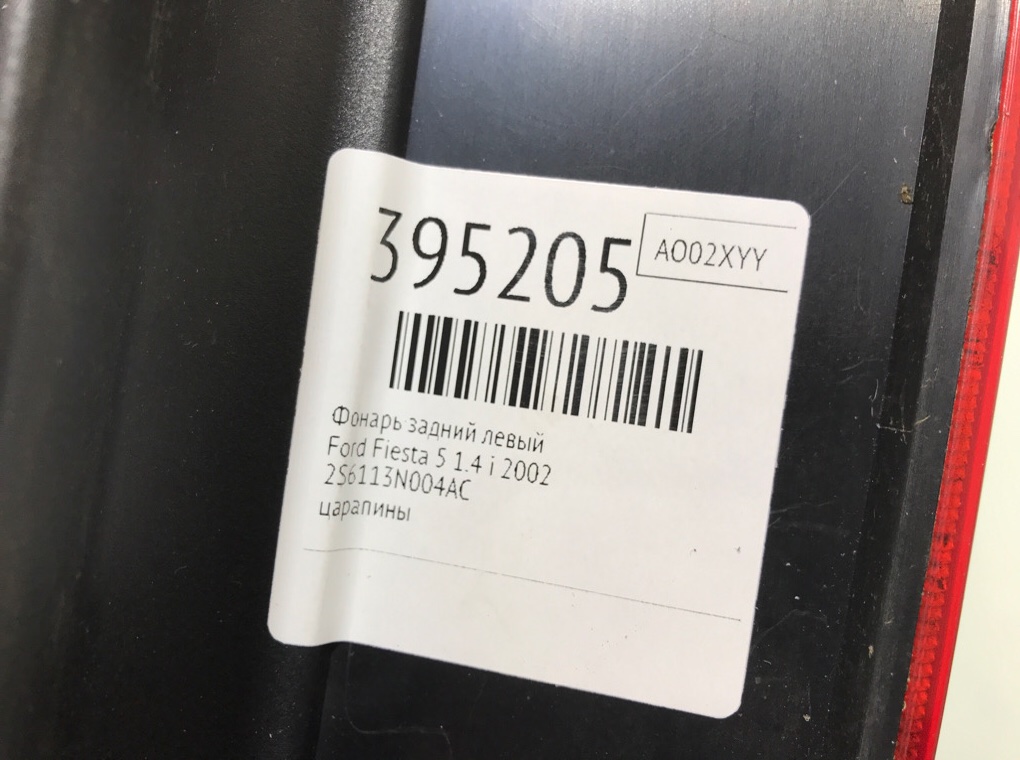 395205
AO02XYY
Фонарь задний левый
Ford Fiesta 5 1.4 i 2002
2S6113N004AC
царапины